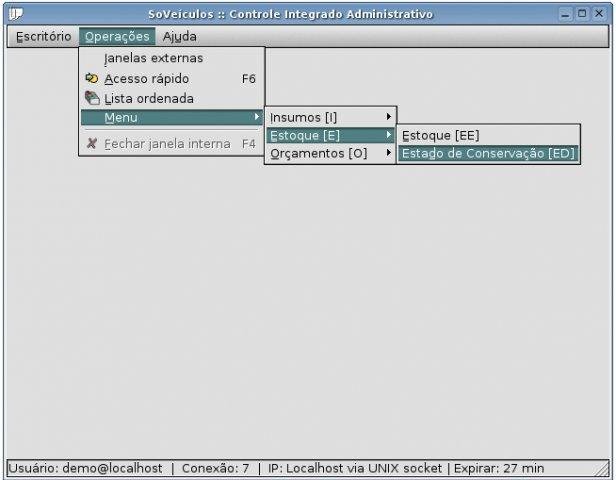 SoVeículos :: Controle Integrado Administrativo
Escritório Operações Ajuda
Janelas externas
Acesso rápido F6
Lista ordenada
Menu
Fechar janela interna F4
Insumos [I]
Estoque [E]
Orçamentos [O]
Estoque [EE]
Estado de Conservação [ED]
Usuário: demo@localhost | Conexão: 7 | IP: Localhost via UNIX socket | Expirar: 27 min